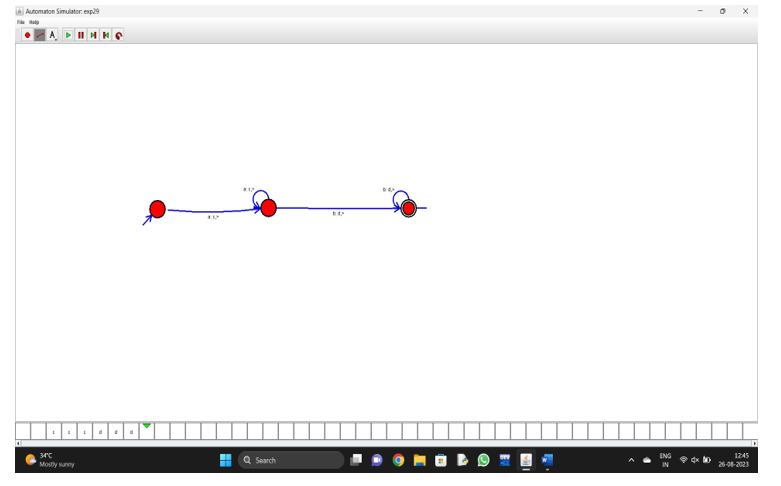 Automaton Simulator: exp29
File Help
A
a: c,>
b: d,>
a: c,>
b: d,>
c c c d d d
34°C
Mostly sunny
Search
ENG
IN
12:45
26-08-2023